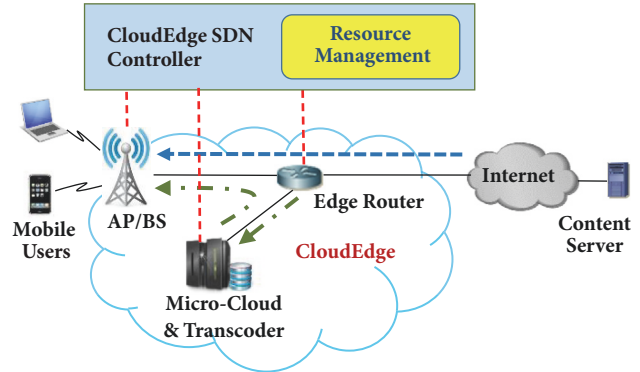 CloudEdge SDN
Controller
Resource
Management
Internet
Edge Router
Mobile
Users
AP/BS
Content
Server
CloudEdge
Micro-Cloud
& Transcoder